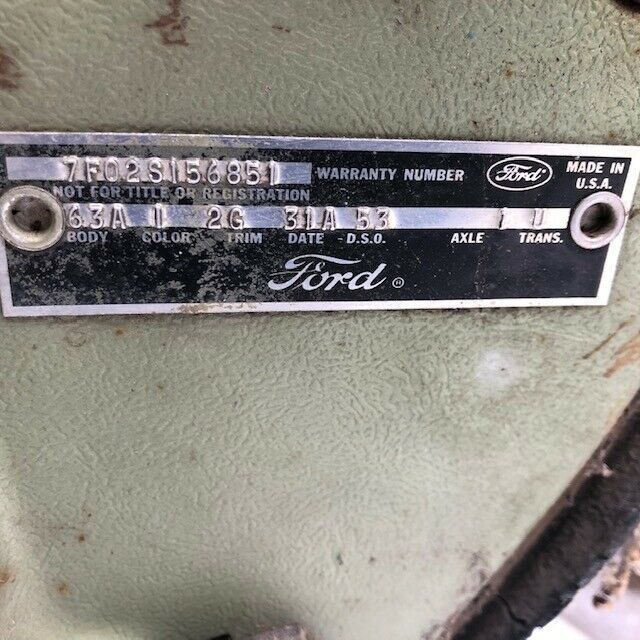 7F02S156851 WARRANTY NUMBER Ford MADE IN U.S.A.
NOT FOR TITLE OR REGISTRATION
63A I 2G 31A 53 1 U
BODY COLOR TRIM DATE D.S.O. AXLE TRANS.
Ford